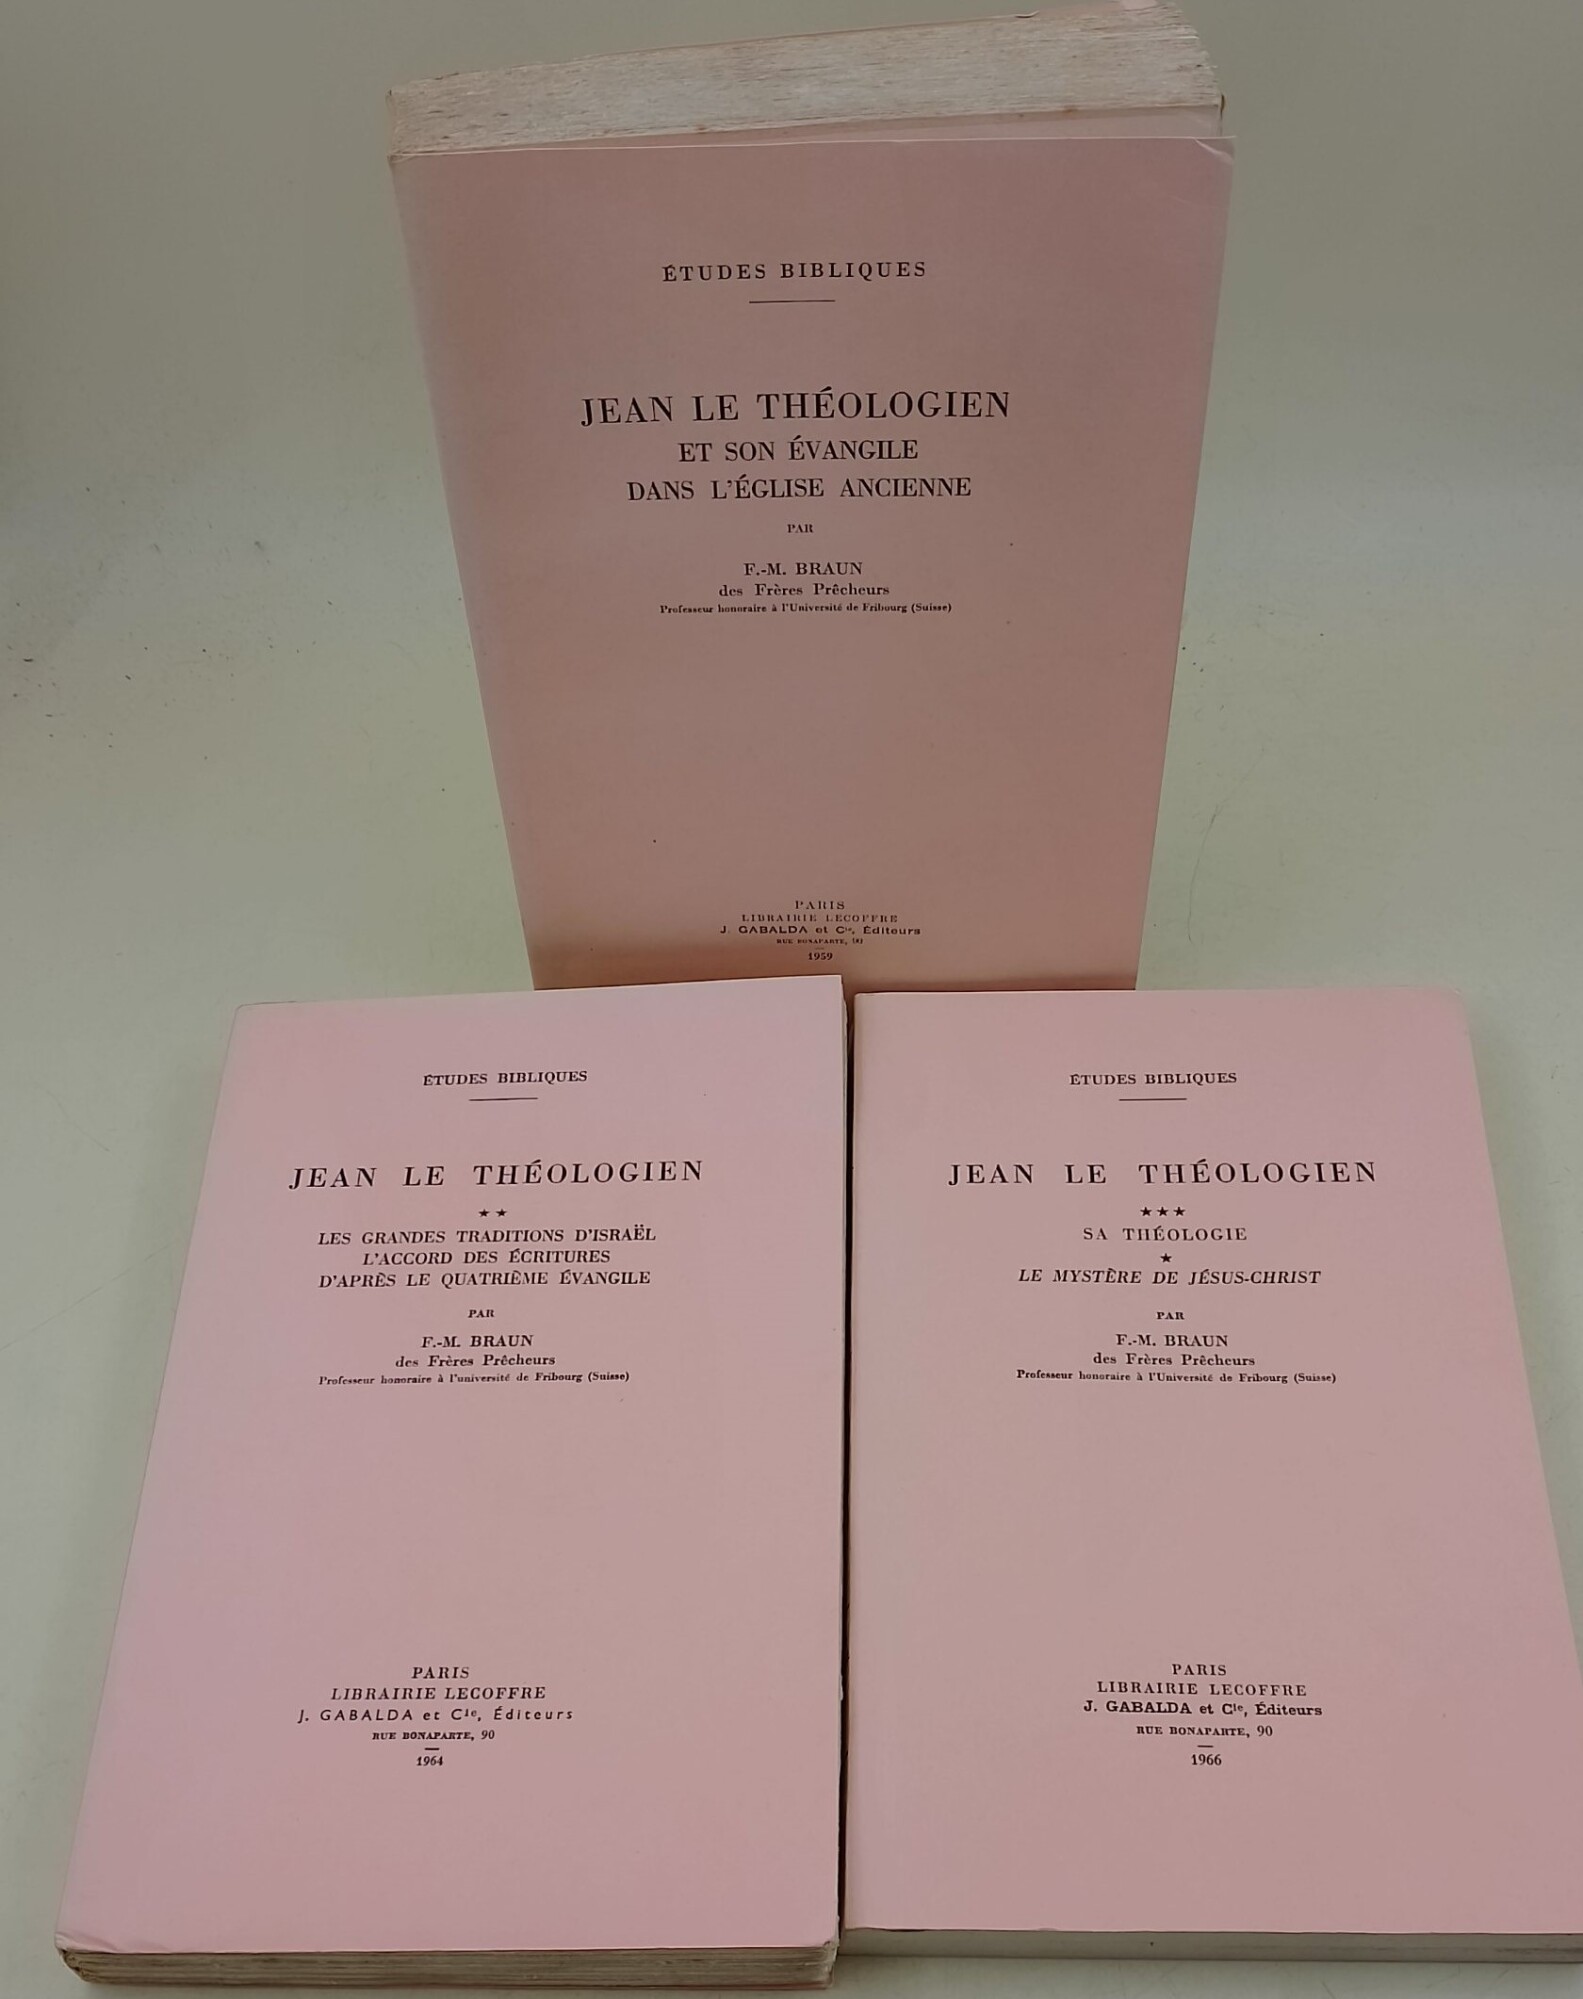 ÉTUDES BIBLIQUES
JEAN LE THÉOLOGIEN
ET SON ÉVANGILE
DANS L'ÉGLISE ANCIENNE
PAR
F.-M. BRAUN
des Frères Prêcheurs
Professeur honoraire à l'Université de Fribourg (Suisse)
PARIS
LIBRAIRIE LECOFFRE
J. GABALDA et Cie, Éditeurs
RUE BONAPARTE, 90
1959
ÉTUDES BIBLIQUES
JEAN LE THÉOLOGIEN
★★
LES GRANDES TRADITIONS D'ISRAËL
L'ACCORD DES ÉCRITURES
D'APRÈS LE QUATRIÈME ÉVANGILE
PAR
F.-M. BRAUN
des Frères Prêcheurs
Professeur honoraire à l'université de Fribourg (Suisse)
PARIS
LIBRAIRIE LECOFFRE
J. GABALDA et Cie, Éditeurs
RUE BONAPARTE, 90
1964
ÉTUDES BIBLIQUES
JEAN LE THÉOLOGIEN
★★★
SA THÉOLOGIE
★
LE MYSTÈRE DE JÉSUS-CHRIST
PAR
F.-M. BRAUN
des Frères Prêcheurs
Professeur honoraire à l'Université de Fribourg (Suisse)
PARIS
LIBRAIRIE LECOFFRE
J. GABALDA et Cie, Éditeurs
RUE BONAPARTE, 90
1966